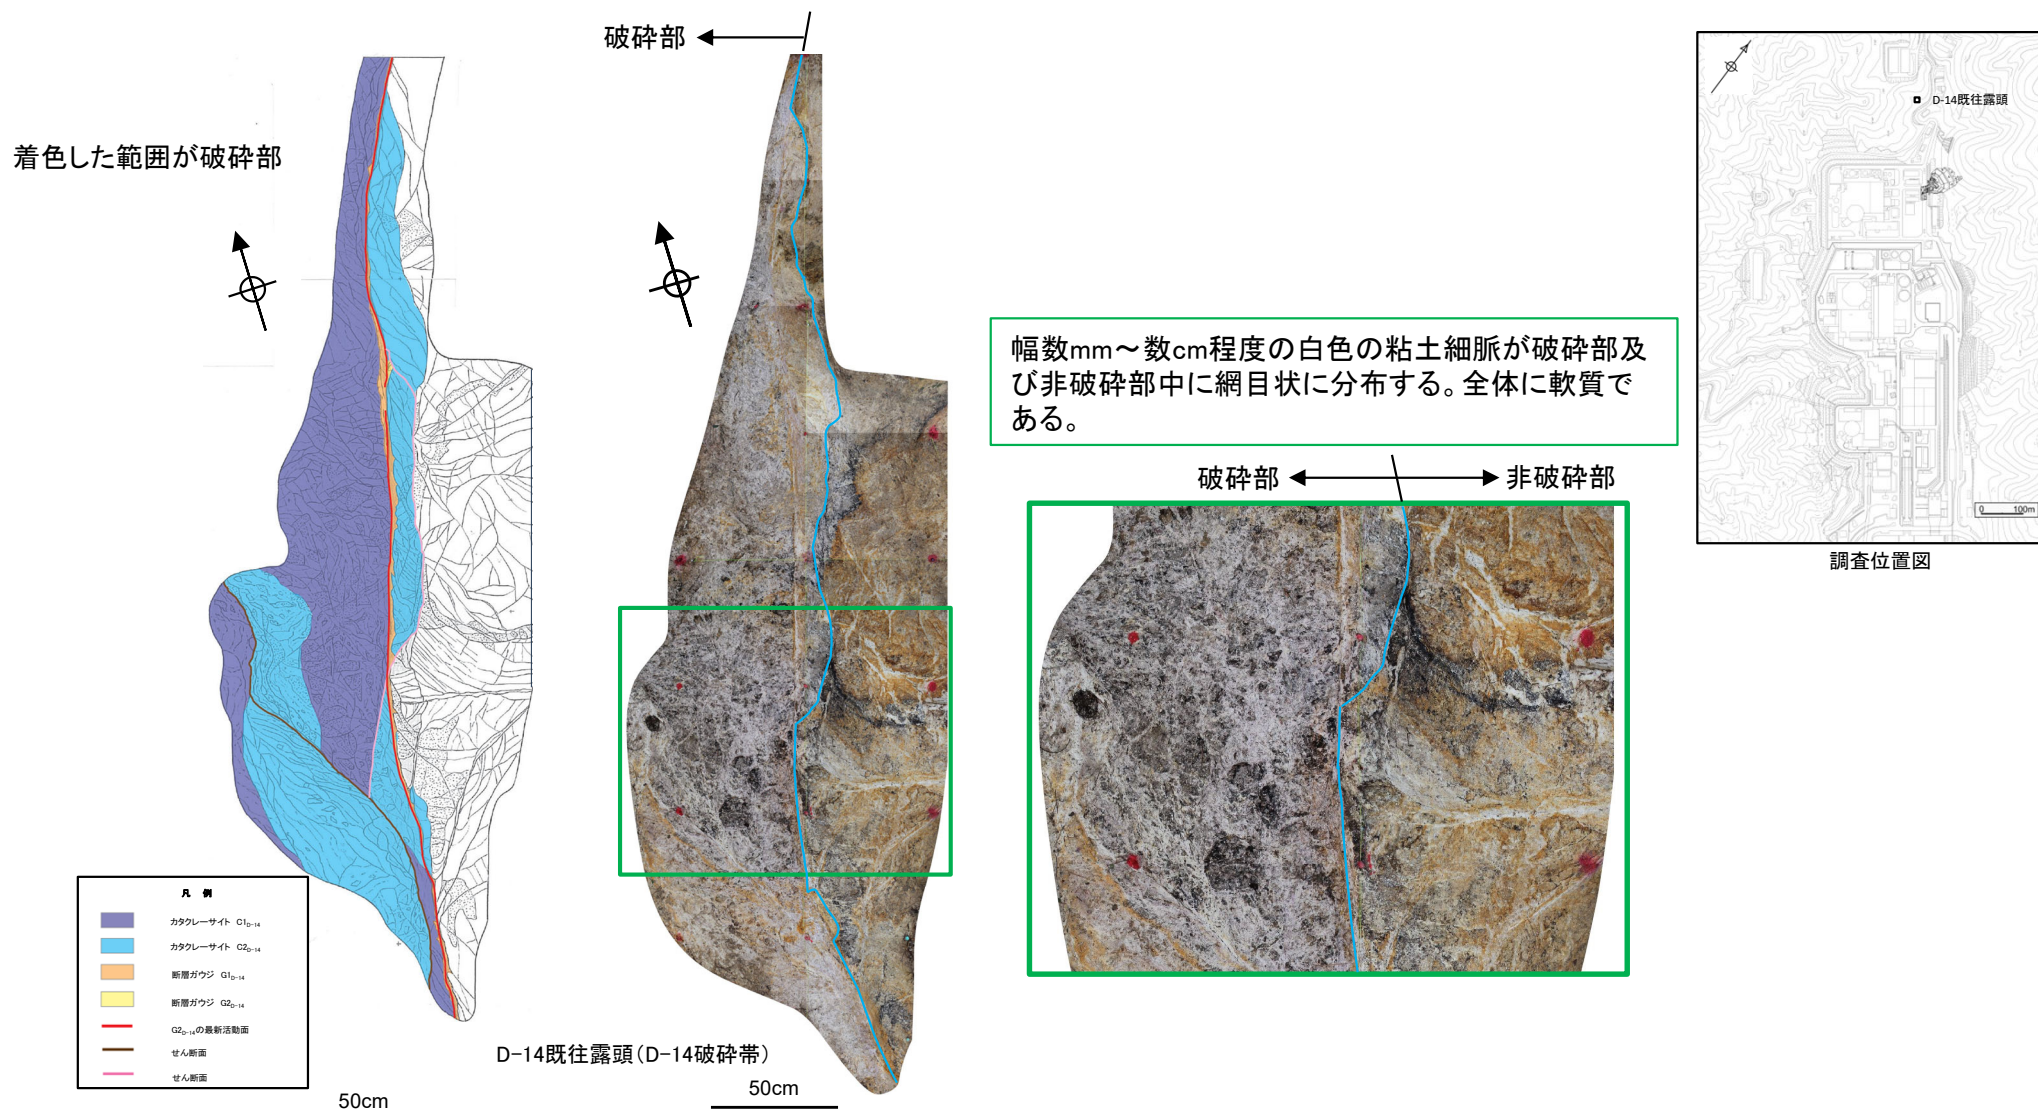 破砕部
着色した範囲が破砕部
D-14既往露頭
0 100m
調査位置図
幅数mm～数cm程度の白色の粘土細脈が破砕部及
び非破砕部中に網目状に分布する。全体に軟質で
ある。
破砕部 非破砕部
凡 例
カタクレーサイト C1D-14
カタクレーサイト C2D-14
断層ガウジ G1D-14
断層ガウジ G2D-14
G2D-14の最新活動面
せん断面
せん断面
50cm
D-14既往露頭(D-14破砕帯)
50cm